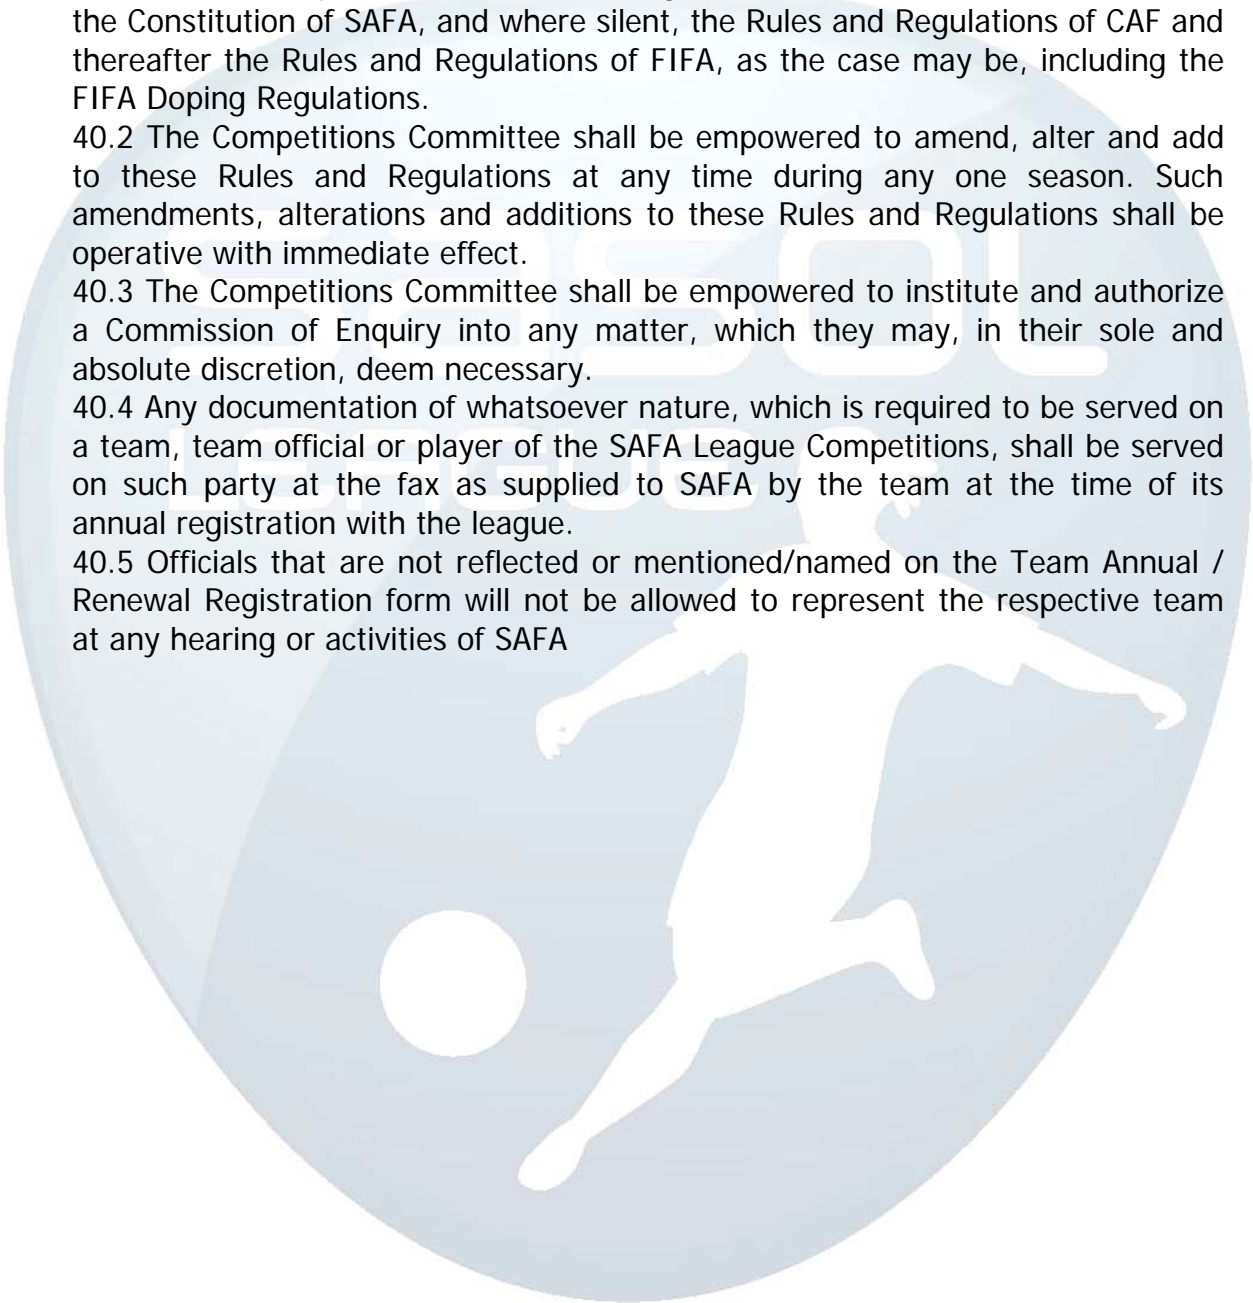 the Constitution of SAFA, and where silent, the Rules and Regulations of CAF and
thereafter the Rules and Regulations of FIFA, as the case may be, including the
FIFA Doping Regulations.
40.2 The Competitions Committee shall be empowered to amend, alter and add
to these Rules and Regulations at any time during any one season. Such
amendments, alterations and additions to these Rules and Regulations shall be
operative with immediate effect.
40.3 The Competitions Committee shall be empowered to institute and authorize
a Commission of Enquiry into any matter, which they may, in their sole and
absolute discretion, deem necessary.
40.4 Any documentation of whatsoever nature, which is required to be served on
a team, team official or player of the SAFA League Competitions, shall be served
on such party at the fax as supplied to SAFA by the team at the time of its
annual registration with the league.
40.5 Officials that are not reflected or mentioned/named on the Team Annual /
Renewal Registration form will not be allowed to represent the respective team
at any hearing or activities of SAFA
sasol
LEAGUE